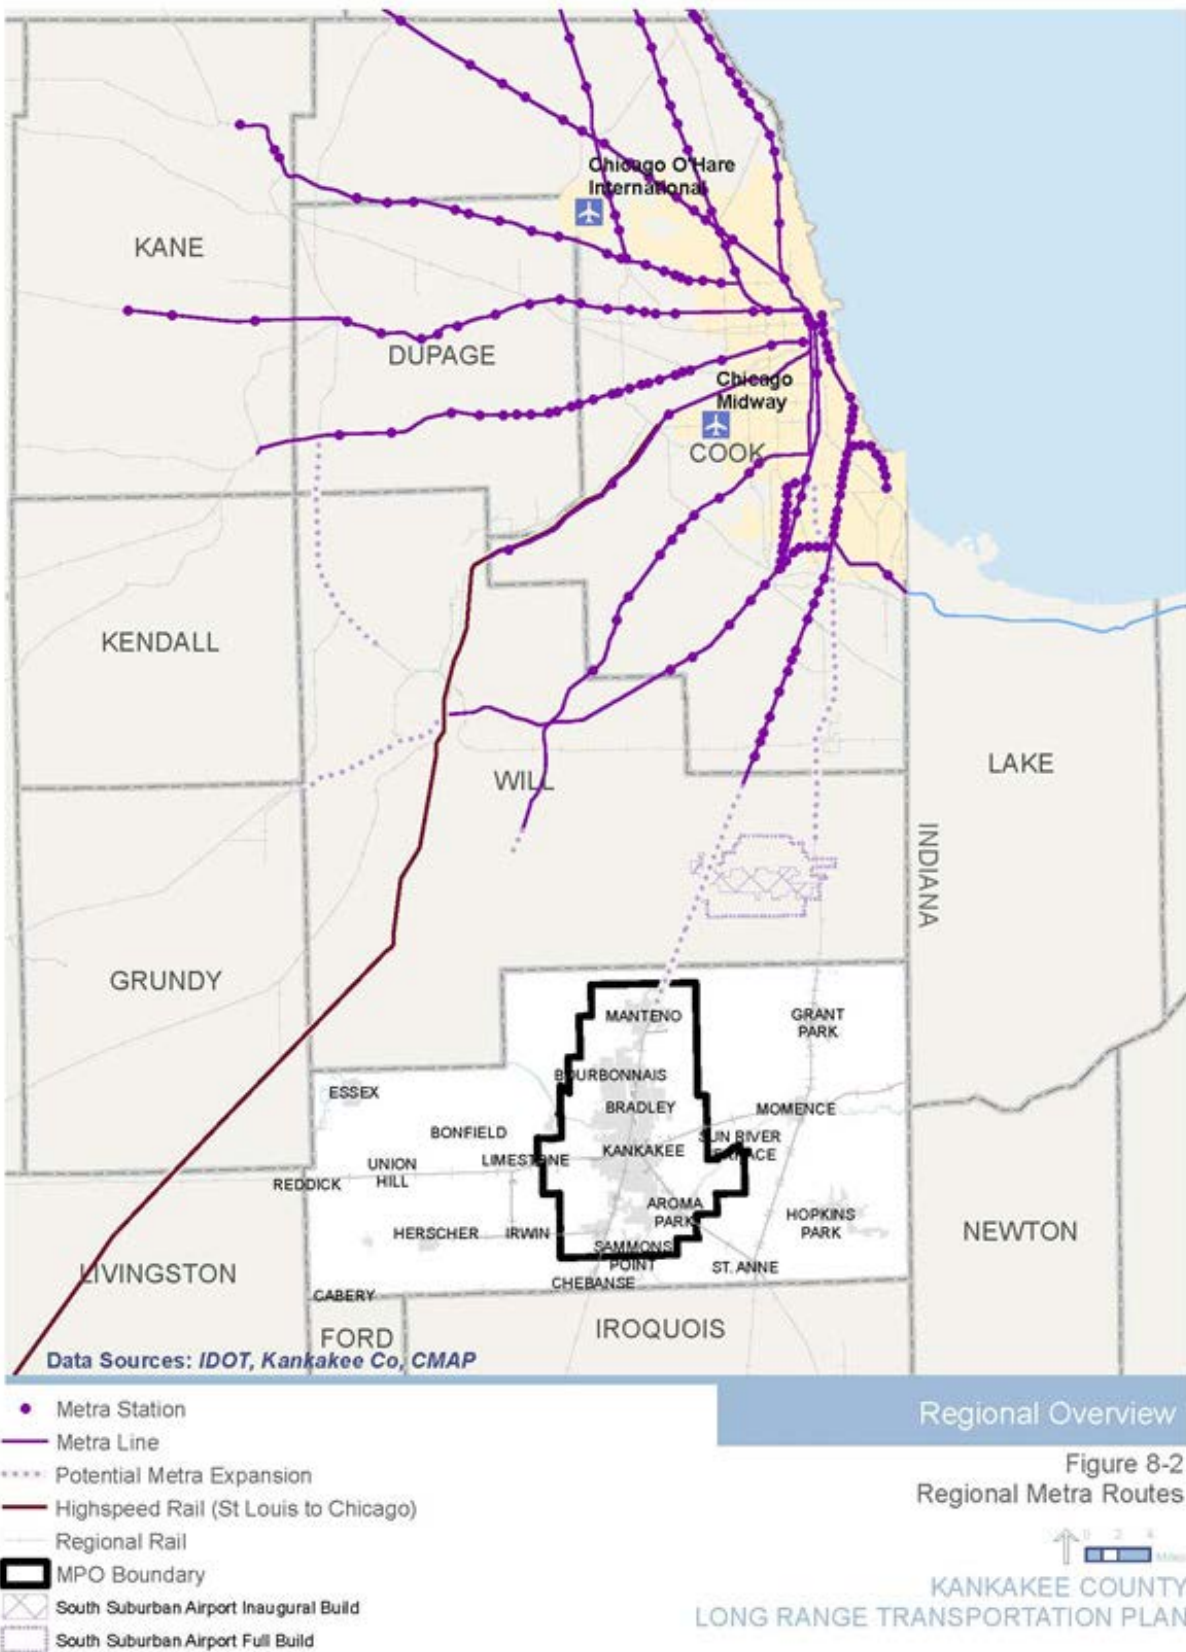 Chicago O'Hare
International
KANE
DUPAGE
Chicago
Midway
COOK
KENDALL
WILL
LAKE
INDIANA
GRUNDY
MANTENO
GRANT
PARK
BOURBONNAIS
ESSEX
BRADLEY
MOMENCE
BONFIELD
SUN RIVER
TERRACE
LIMESTONE
KANKAKEE
UNION
HILL
REDDICK
AROMA
PARK
HOPKINS
PARK
HERSCHER
IRWIN
NEWTON
SAMMONS
POINT
ST. ANNE
LIVINGSTON
CHEBANSE
CABERY
FORD
IROQUOIS
Data Sources: IDOT, Kankakee Co, CMAP
Metra Station
Metra Line
Potential Metra Expansion
Highspeed Rail (St Louis to Chicago)
Regional Rail
MPO Boundary
South Suburban Airport Inaugural Build
South Suburban Airport Full Build
Regional Overview
Figure 8-2
Regional Metra Routes
0 2 4
Miles
KANKAKEE COUNTY
LONG RANGE TRANSPORTATION PLAN